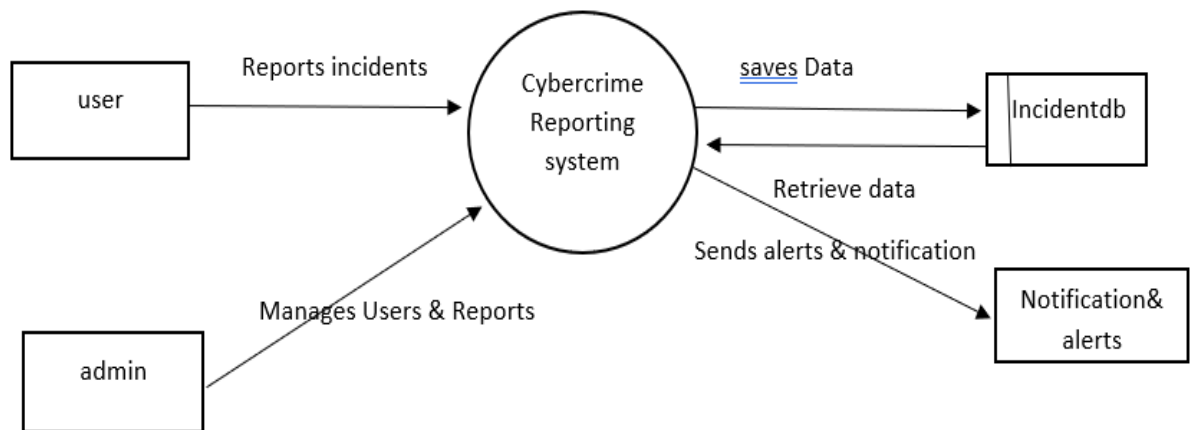 Reports incidents
saves Data
user
Cybercrime
Reporting
system
Incidentdb
Retrieve data
Sends alerts & notification
Notification&
alerts
Manages Users & Reports
admin